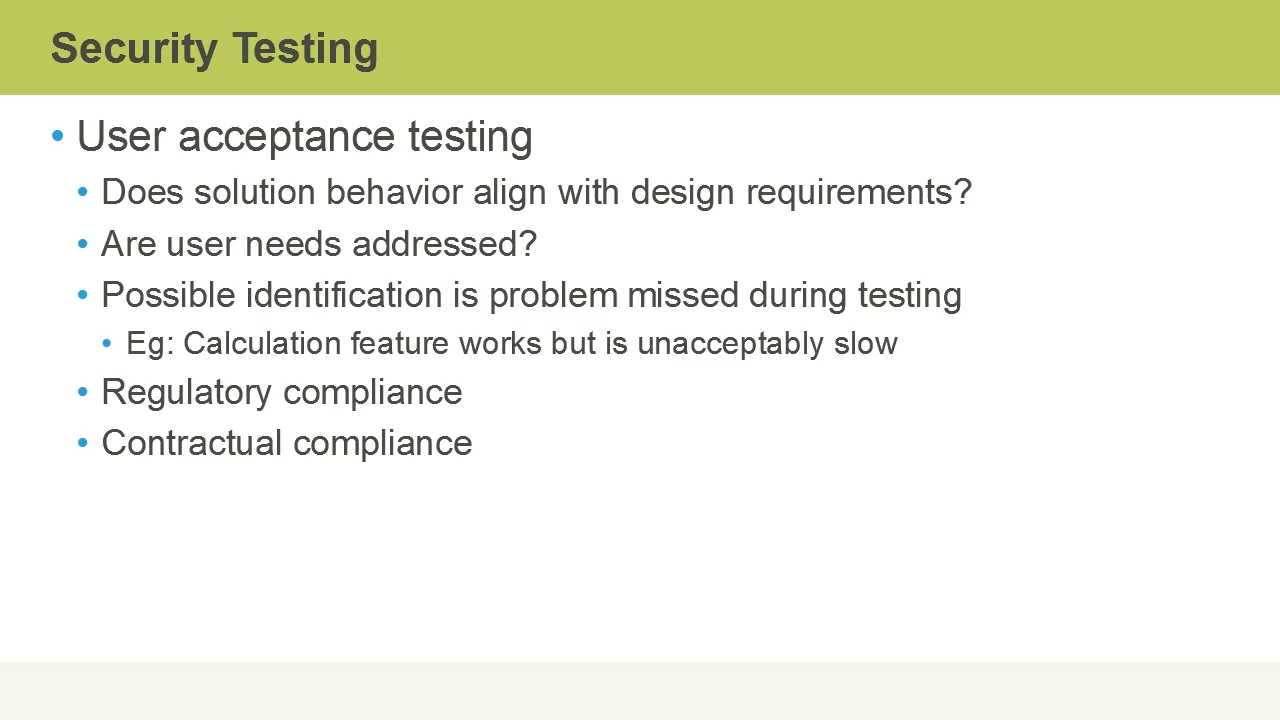 Security Testing
• User acceptance testing
• Does solution behavior align with design requirements?
• Are user needs addressed?
• Possible identification is problem missed during testing
• Eg: Calculation feature works but is unacceptably slow
• Regulatory compliance
• Contractual compliance